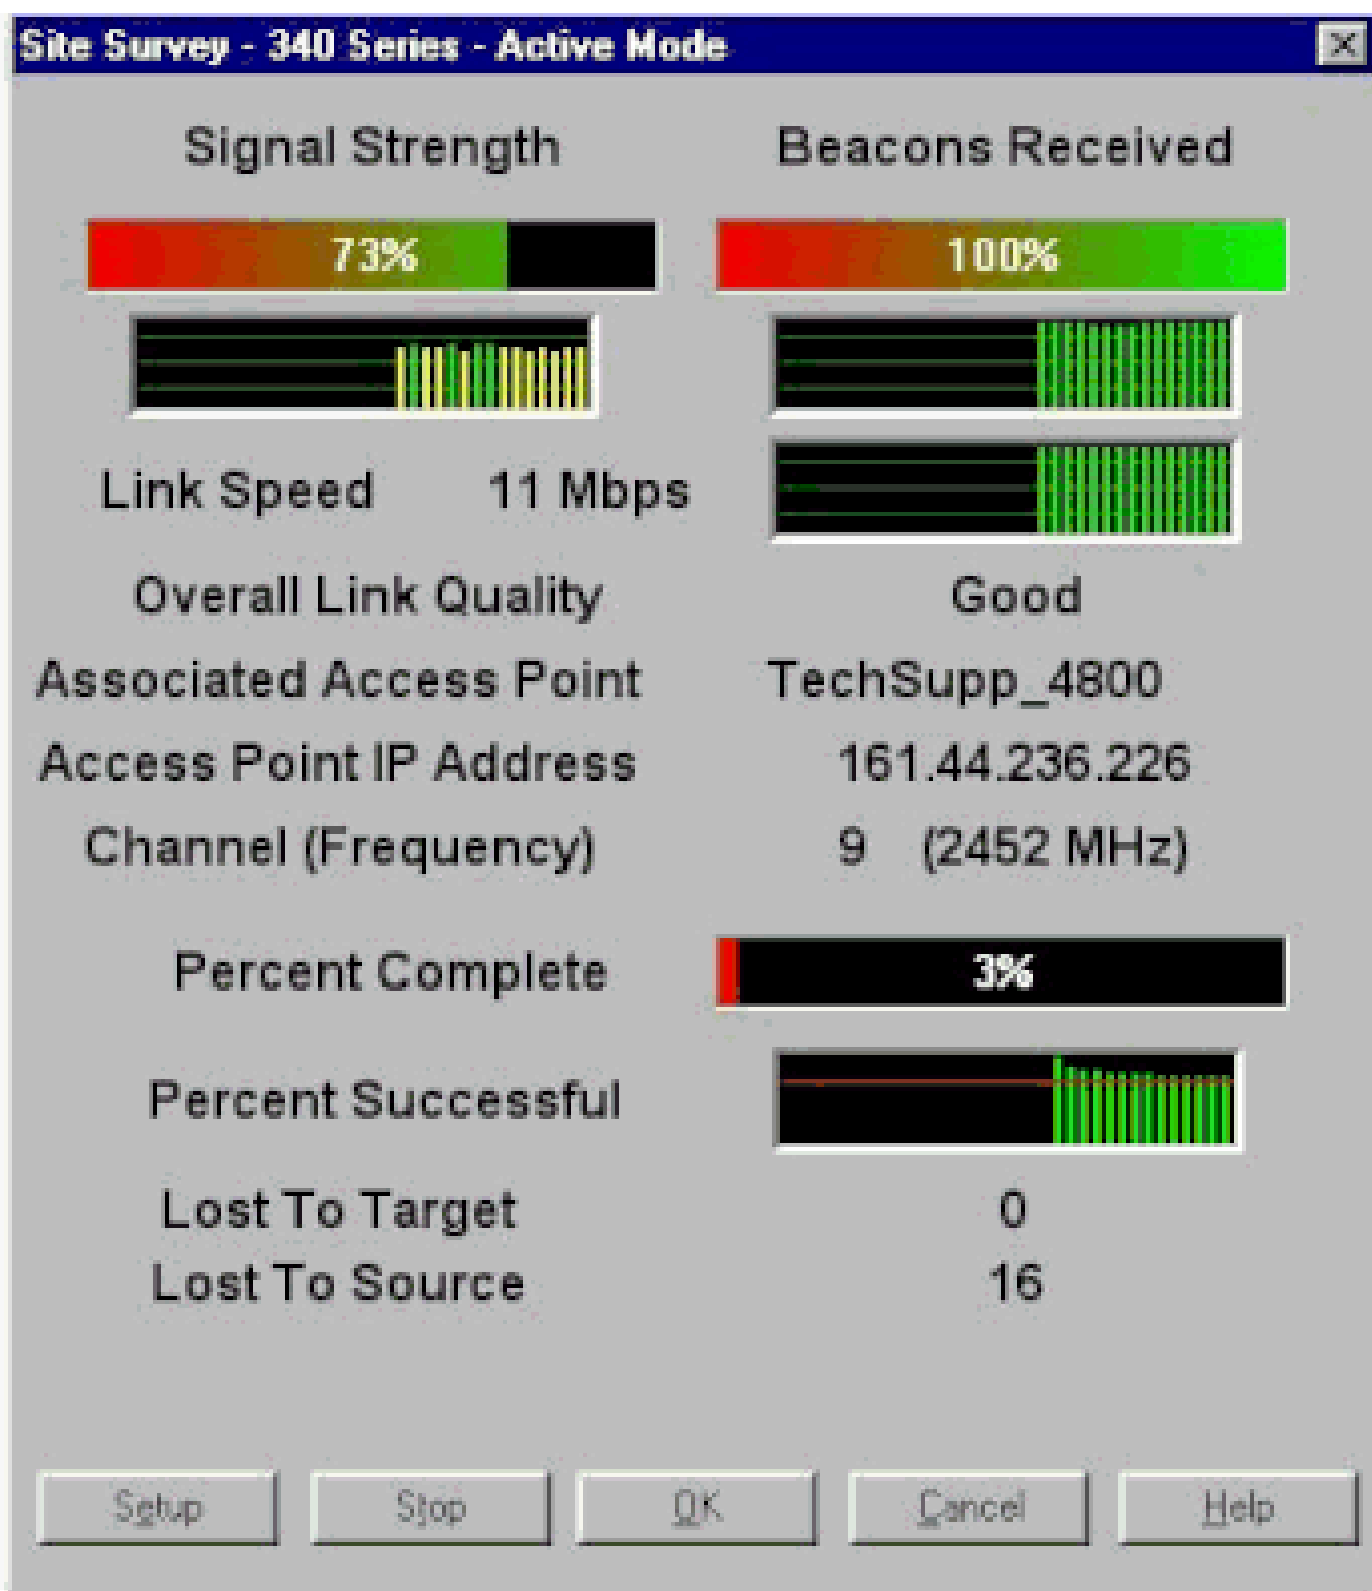 Site Survey - 340 Series - Active Mode
Signal Strength Beacons Received
73% 100%
Link Speed 11 Mbps
Overall Link Quality Good
Associated Access Point TechSupp_4800
Access Point IP Address 161.44.236.226
Channel (Frequency) 9 (2452 MHz)
Percent Complete 3%
Percent Successful
Lost To Target 0
Lost To Source 16
Setup Stop OK Cancel Help